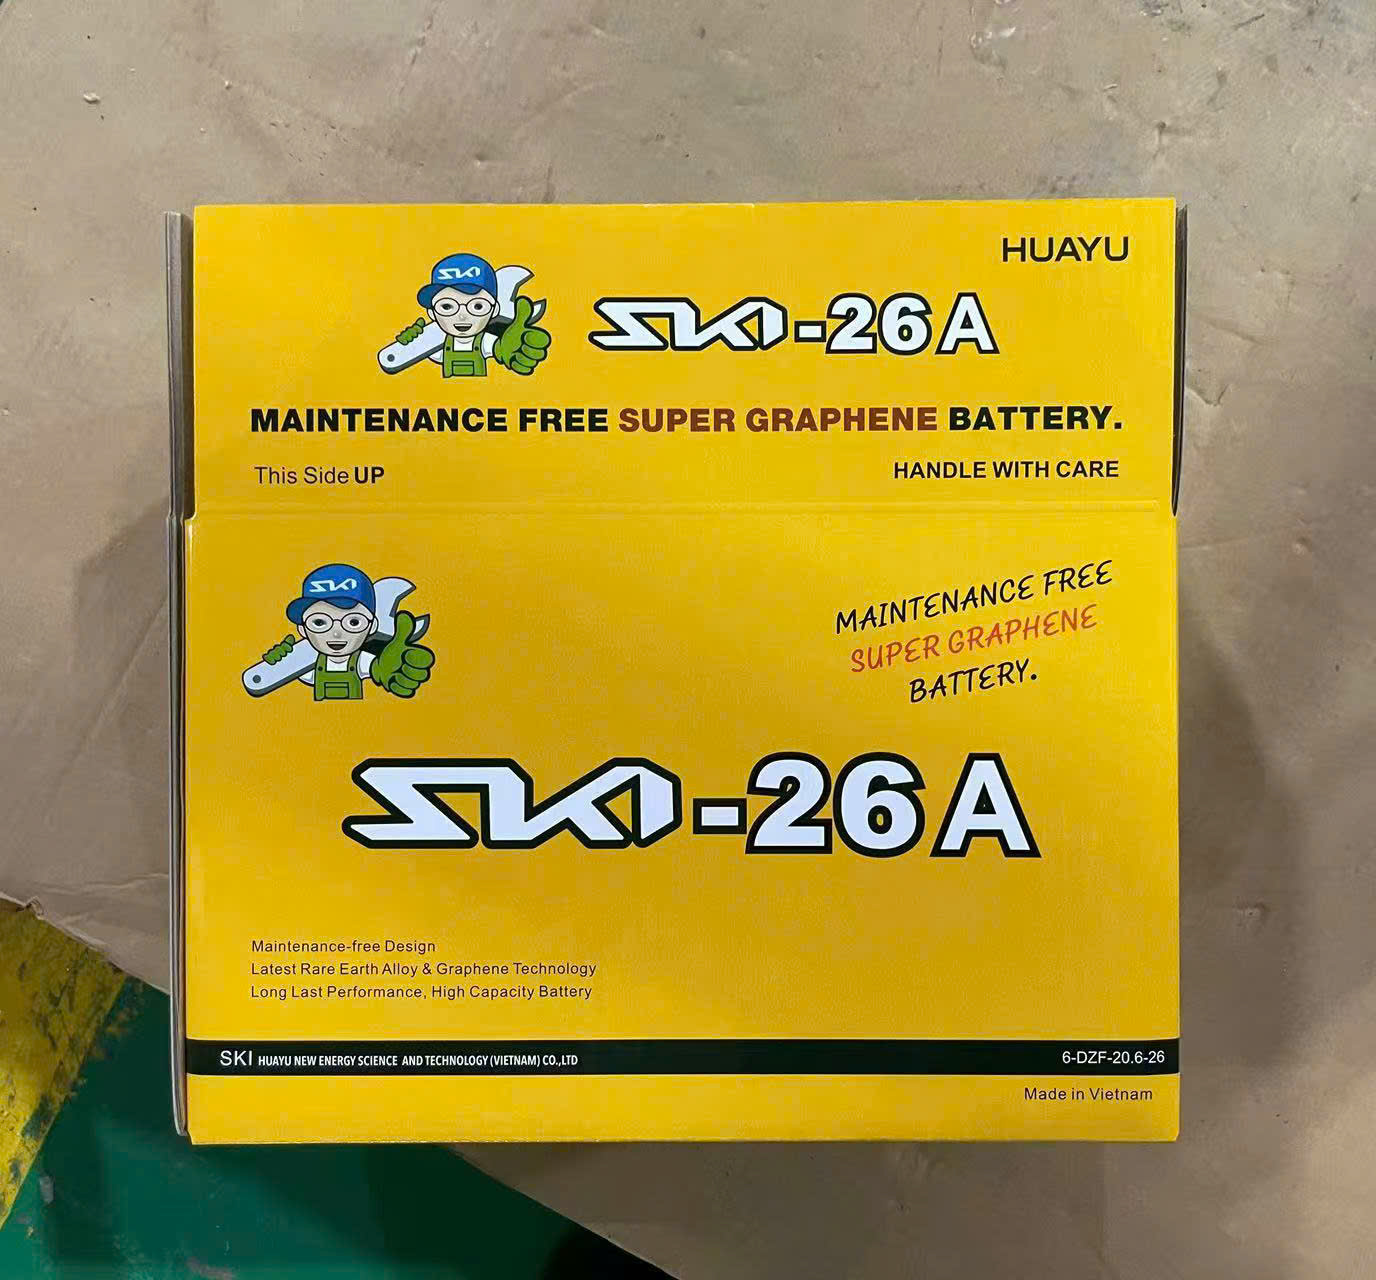 HUAYU
SKI
SKI-26A
MAINTENANCE FREE SUPER GRAPHENE BATTERY.
This Side UP
HANDLE WITH CARE
SKI
MAINTENANCE FREE
SUPER GRAPHENE
BATTERY.
SKI-26A
Maintenance-free Design
Latest Rare Earth Alloy & Graphene Technology
Long Last Performance, High Capacity Battery
SKI HUAYU NEW ENERGY SCIENCE AND TECHNOLOGY (VIETNAM) CO.,LTD
6-DZF-20.6-26
Made in Vietnam